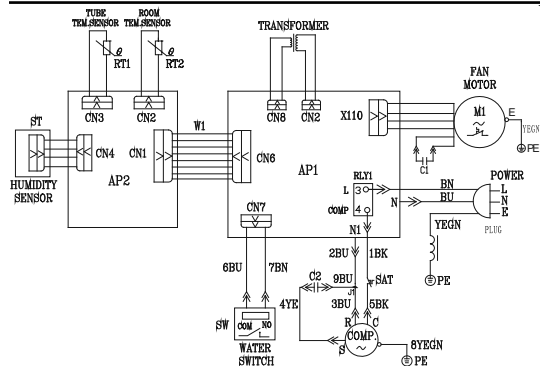 TUBE
TEM.SENSOR
ROOM
TEM.SENSOR
TRANSFORMER
θ
RT1
θ
RT2
FAN
MOTOR
CN3
CN2
CN8
CN2
X110
M1
E
YEGN
PE
ST
W1
C1
CN4
CN1
CN6
AP1
AP2
HUMIDITY
SENSOR
RLY1
L 3
COMP 4
BN
BU
N
POWER
L
N
E
PLUG
YEGN
CN7
N1
2BU
1BK
PE
6BU
7BN
C2
9BU
SAT
J1
4YE
3BU
5BK
SW
COM
NO
WATER
SWITCH
R
C
S
COMP.
8YEGN
PE